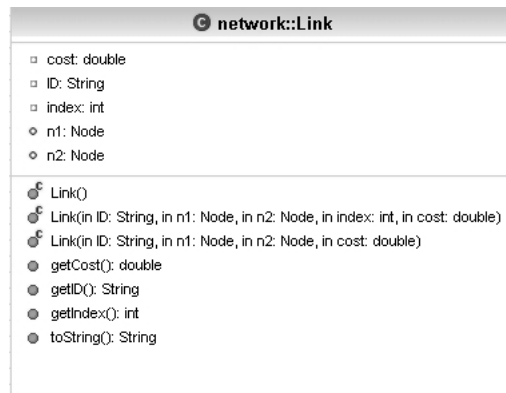 network::Link
cost: double
ID: String
index: int
n1: Node
n2: Node
Link()
Link(in ID: String, in n1: Node, in n2: Node, in index: int, in cost: double)
Link(in ID: String, in n1: Node, in n2: Node, in cost: double)
getCost(): double
getID(): String
getIndex(): int
toString(): String